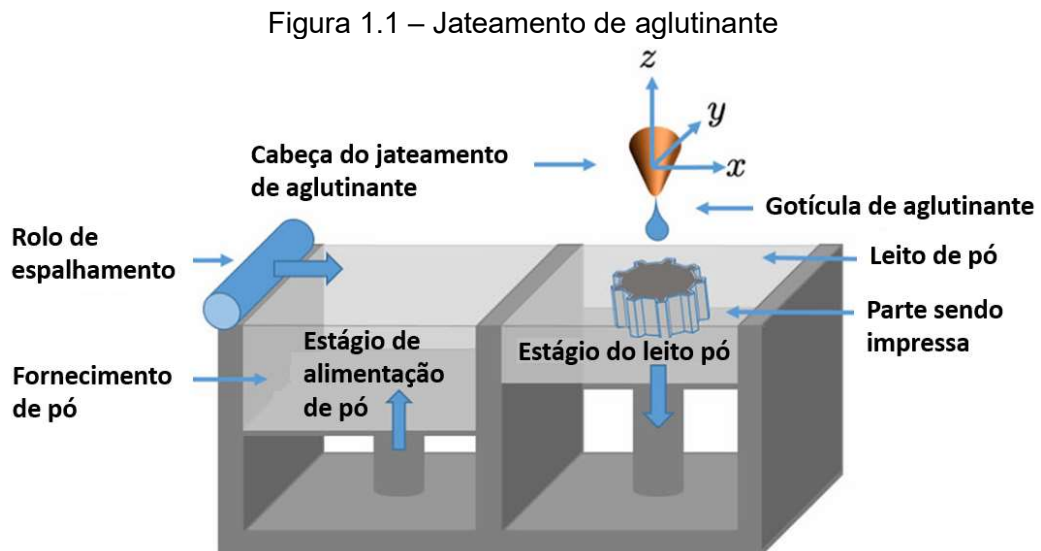 Figura 1.1 – Jateamento de aglutinante
z
y
x
Cabeça do jateamento
de aglutinante
Gotícula de aglutinante
Rolo de
espalhamento
Leito de pó
Parte sendo
impressa
Estágio de
alimentação
de pó
Estágio do leito pó
Fornecimento
de pó